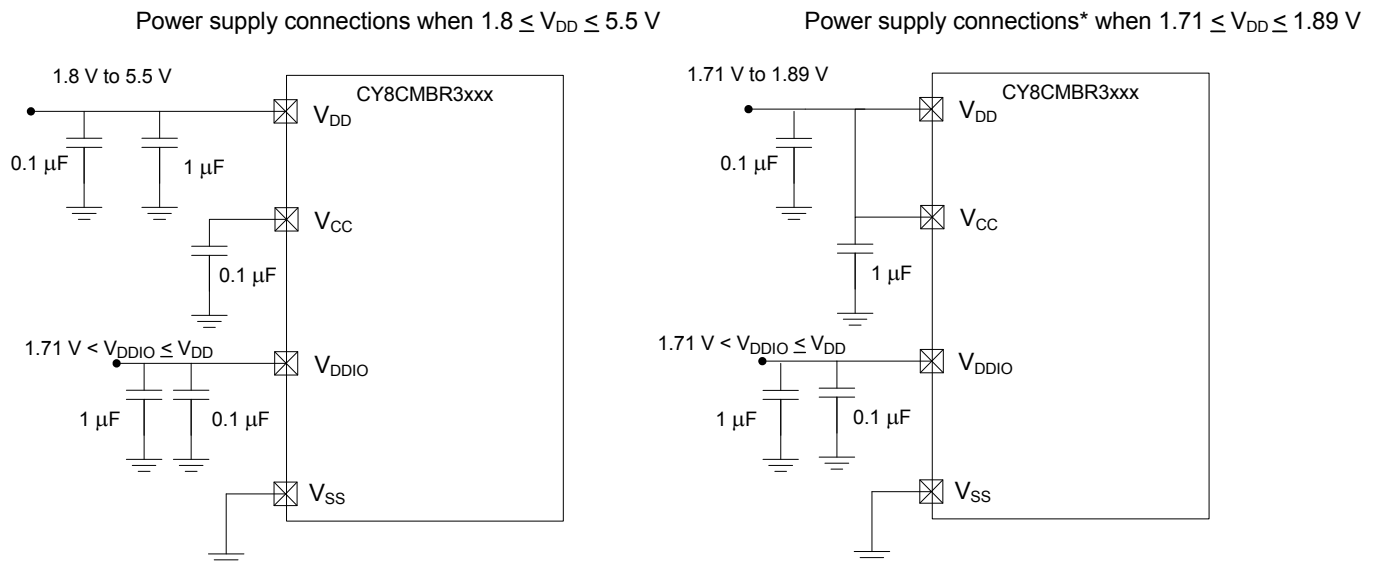 Power supply connections when 1.8 ≤ VDD ≤ 5.5 V
1.8 V to 5.5 V
CY8CMBR3xxx
VDD
0.1 μF
1 μF
VCC
0.1 μF
1.71 V < VDDIO ≤ VDD
VDDIO
1 μF
0.1 μF
VSS
Power supply connections* when 1.71 ≤ VDD ≤ 1.89 V
1.71 V to 1.89 V
CY8CMBR3xxx
VDD
0.1 μF
VCC
1 μF
1.71 V < VDDIO ≤ VDD
VDDIO
1 μF
0.1 μF
VSS